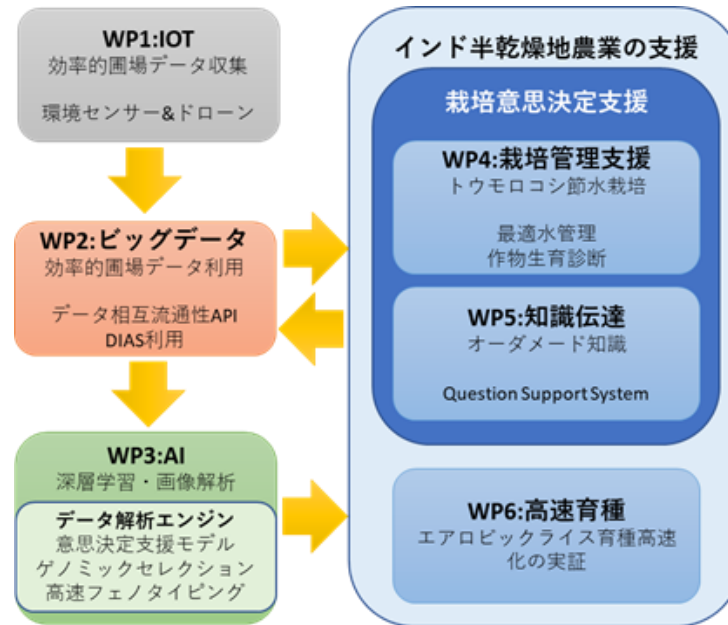 WP1:IOT
効率的圃場データ収集
環境センサー&ドローン
WP2:ビッグデータ
効率的圃場データ利用
データ相互流通性API
DIAS利用
WP3:AI
深層学習・画像解析
データ解析エンジン
意思決定支援モデル
ゲノミックセレクション
高速フェノタイピング
インド半乾燥地農業の支援
栽培意思決定支援
WP4:栽培管理支援
トウモロコシ節水栽培
最適水管理
作物生育診断
WP5:知識伝達
オーダメード知識
Question Support System
WP6:高速育種
エアロビックライス育種高速
化の実証